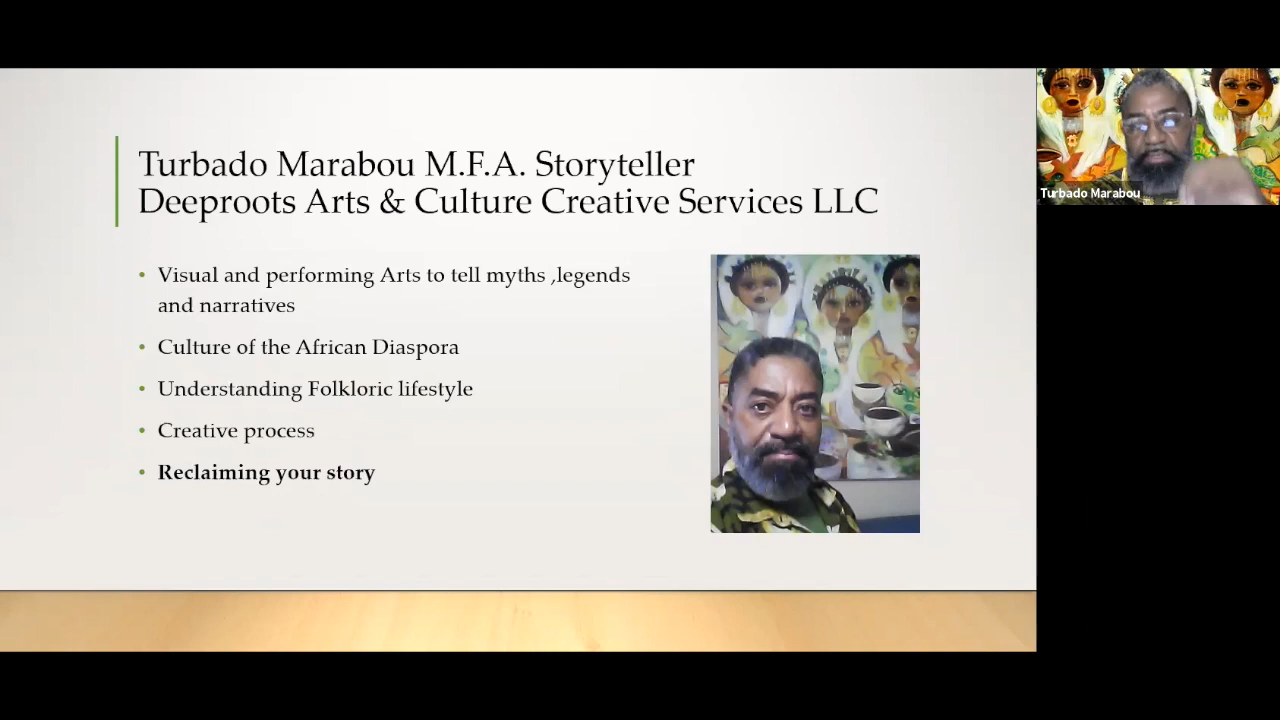 Turbado Marabou M.F.A. Storyteller
Deeproots Arts & Culture Creative Services LLC
• Visual and performing Arts to tell myths ,legends
and narratives
• Culture of the African Diaspora
• Understanding Folkloric lifestyle
• Creative process
• Reclaiming your story
Turbado Marabou